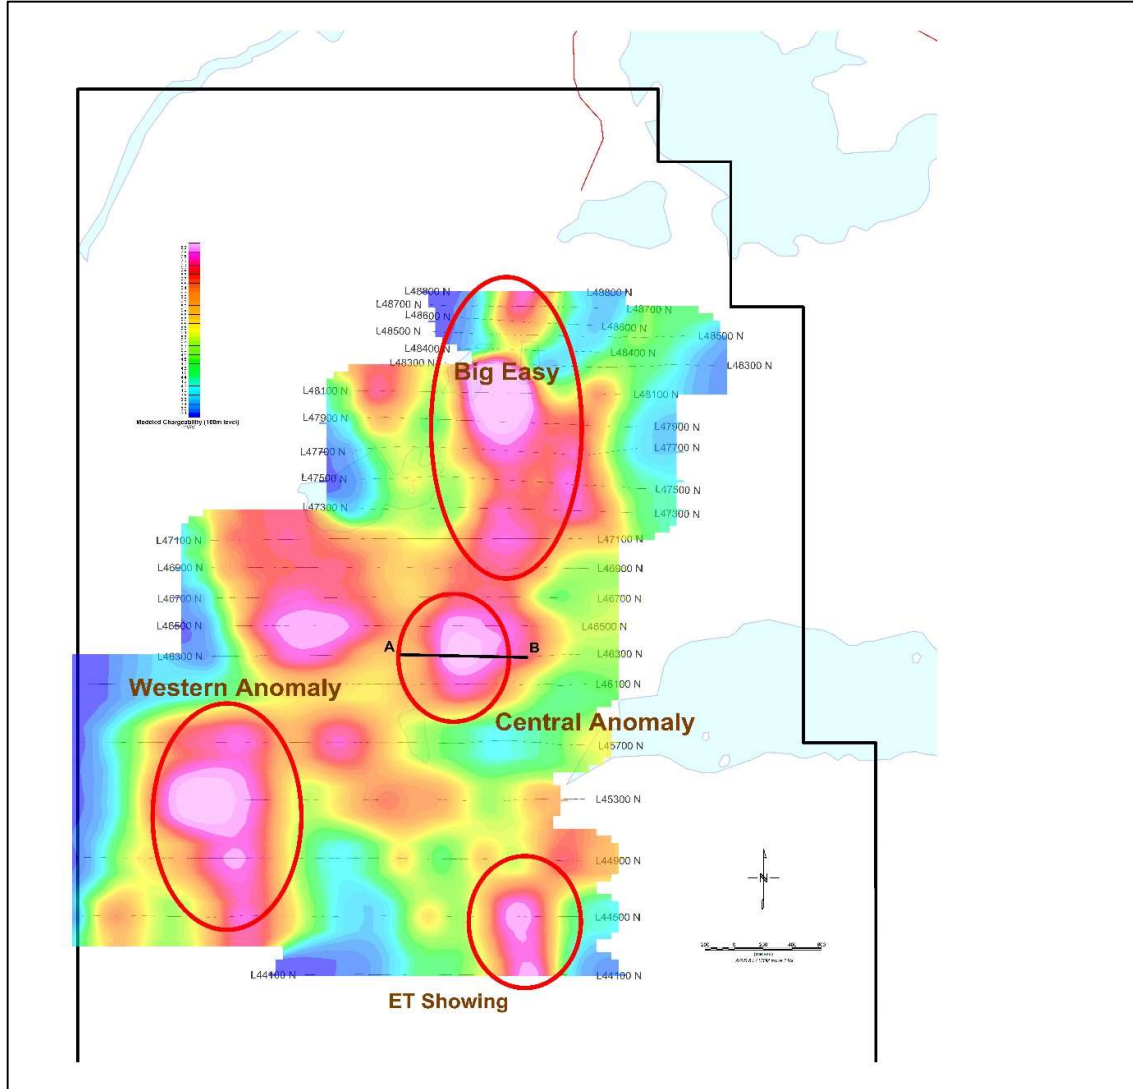 L48800 N
L48800 N
L48700 N
L48700 N
L48600 N
L48600 N
L48500 N
L48500 N
L48400 N
L48400 N
L48300 N
L48300 N
Big Easy
L48100 N
L48100 N
L47900 N
L47900 N
L47700 N
L47700 N
L47500 N
L47500 N
L47300 N
L47300 N
Modeled Chargeability (100m level)
L47100 N
L47100 N
L46900 N
L46900 N
L46700 N
L46700 N
L46500 N
L46500 N
A
B
L46300 N
L46300 N
L46100 N
Western Anomaly
Central Anomaly
L45700 N
L45300 N
L44900 N
N
L44500 N
L44100 N
L44100 N
(meters)
ET Showing